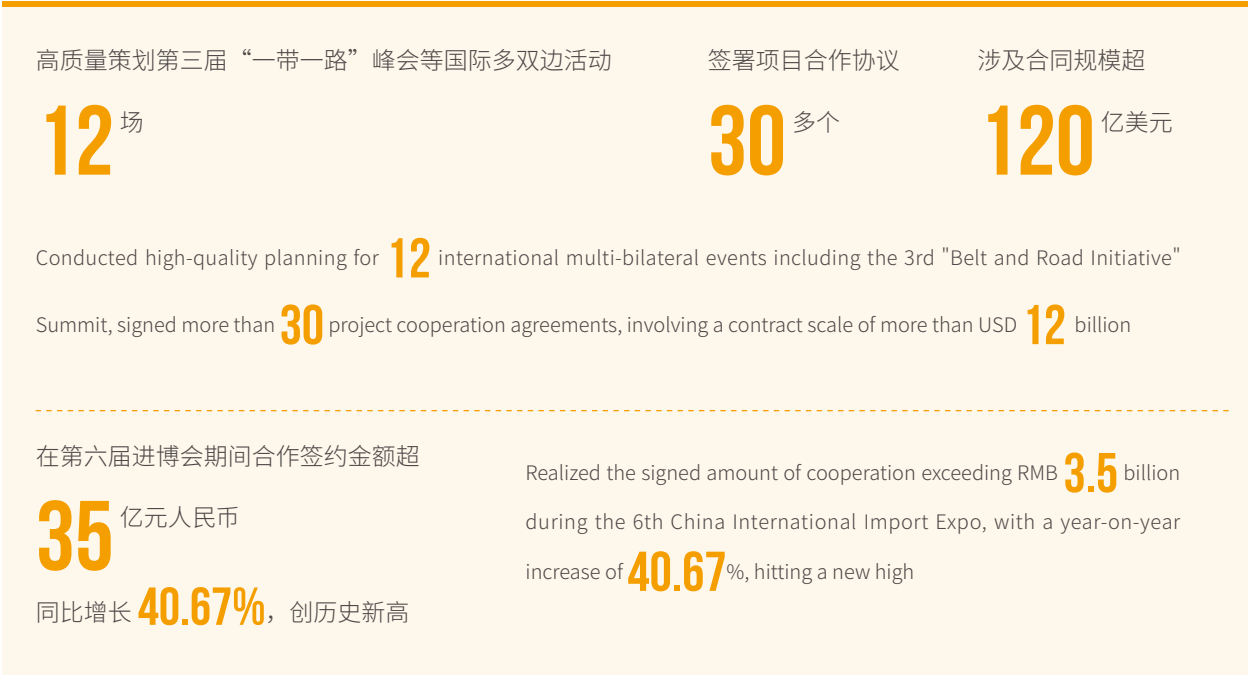 高质量策划第三届“一带一路”峰会等国际多双边活动
12 场
签署项目合作协议
30 多个
涉及合同规模超
120 亿美元
Conducted high-quality planning for 12 international multi-bilateral events including the 3rd "Belt and Road Initiative"
Summit, signed more than 30 project cooperation agreements, involving a contract scale of more than USD 12 billion
在第六届进博会期间合作签约金额超
35 亿元人民币
同比增长 40.67%，创历史新高
Realized the signed amount of cooperation exceeding RMB 3.5 billion
during the 6th China International Import Expo, with a year-on-year
increase of 40.67%, hitting a new high